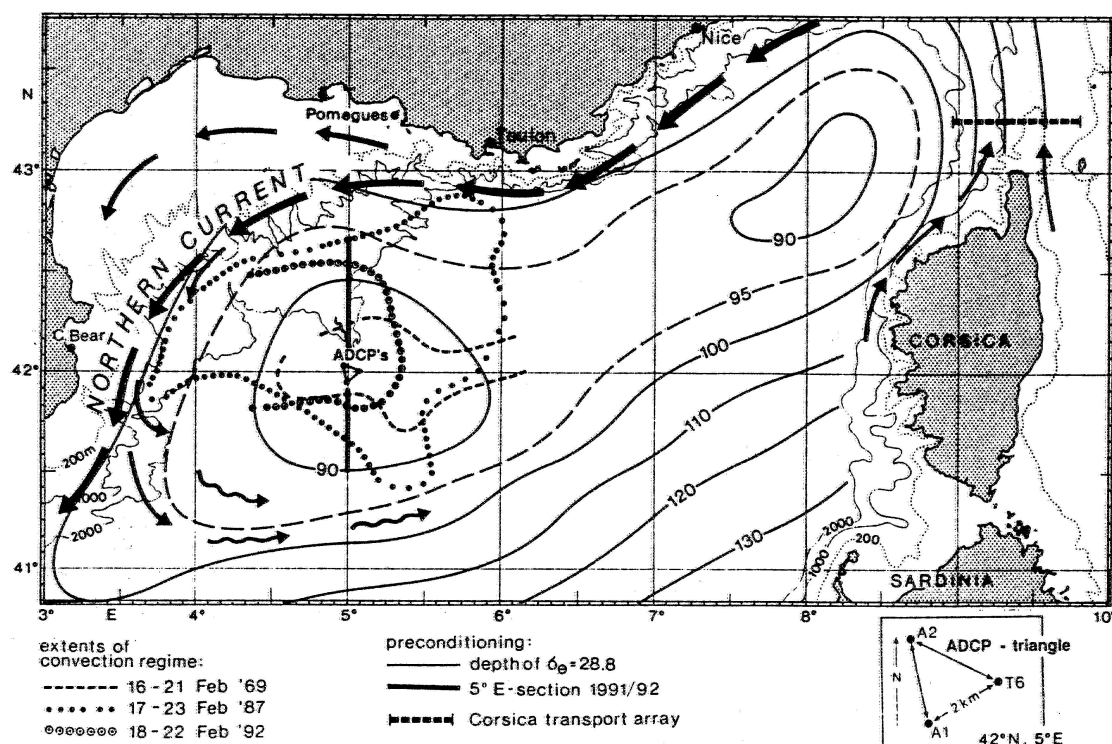 Nice
N
Pomegues
Toulon
43°
NORTHERN CURRENT
90
95
C. Bear
100
ADCP's
42°
CORSICA
110
90
200m
120
1000
2000
130
2000
200
1000
41°
SARDINIA
3° E 4° 5° 6° 7° 8° 9° 10°
extents of
convection regime:
16 - 21 Feb '69
17 - 23 Feb '87
18 - 22 Feb '92
preconditioning:
depth of σΘ=28.8
5° E-section 1991/92
Corsica transport array
A2
ADCP - triangle
N
T6
2 km
A1
42°N, 5°E